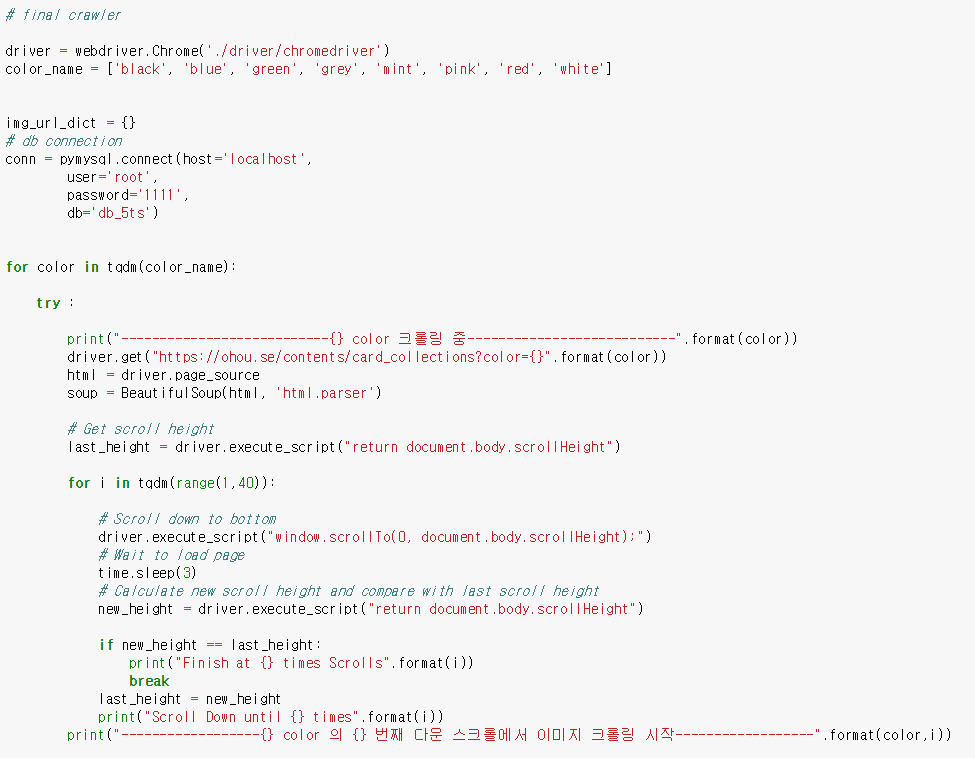 # final crawler
driver = webdriver.Chrome('./driver/chromedriver')
color_name = ['black', 'blue', 'green', 'grey', 'mint', 'pink', 'red', 'white']
img_url_dict = {}
# db connection
conn = pymysql.connect(host='localhost',
        user='root',
        password='1111',
        db='db_5ts')
for color in tqdm(color_name):
    try :
        print("---------------------------{} color 크롤링 중---------------------------".format(color))
        driver.get("https://ohou.se/contents/card_collections?color={}".format(color))
        html = driver.page_source
        soup = BeautifulSoup(html, 'html.parser')
        # Get scroll height
        last_height = driver.execute_script("return document.body.scrollHeight")
        for i in tqdm(range(1,40)):
            # Scroll down to bottom
            driver.execute_script("window.scrollTo(0, document.body.scrollHeight);")
            # Wait to load page
            time.sleep(3)
            # Calculate new scroll height and compare with last scroll height
            new_height = driver.execute_script("return document.body.scrollHeight")
            if new_height == last_height:
                print("Finish at {} times Scrolls".format(i))
                break
            last_height = new_height
            print("Scroll Down until {} times".format(i))
        print("------------------{} color 의 {} 번째 다운 스크롤에서 이미지 크롤링 시작------------------".format(color,i))